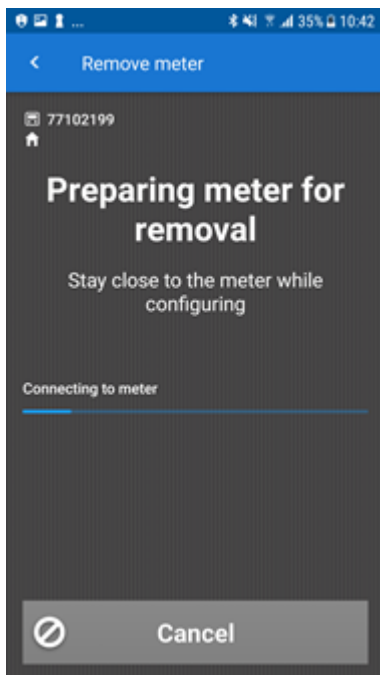 ... 35% 10:42
Remove meter
77102199
Preparing meter for
removal
Stay close to the meter while
configuring
Connecting to meter
Cancel